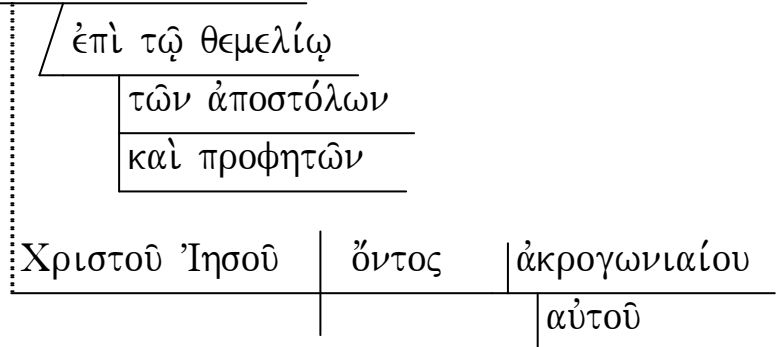 ἐπὶ τῷ θεμελίῳ
τῶν ἀποστόλων
καὶ προφητῶν
Χριστοῦ Ἰησοῦ ὄντος ἀκρογωνιαίου
αὐτοῦ